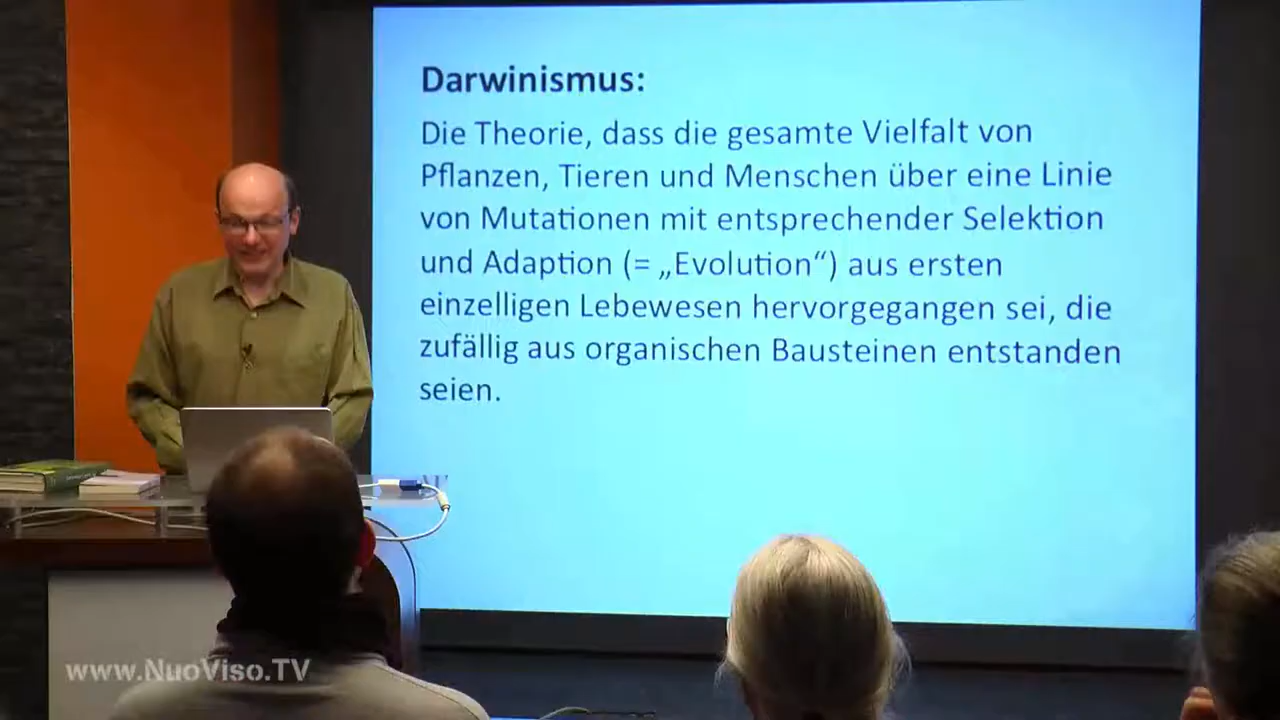 Darwinismus:
Die Theorie, dass die gesamte Vielfalt von
Pflanzen, Tieren und Menschen über eine Linie
von Mutationen mit entsprechender Selektion
und Adaption (= „Evolution“) aus ersten
einzelligen Lebewesen hervorgegangen sei, die
zufällig aus organischen Bausteinen entstanden
seien.
www.NuoViso.TV